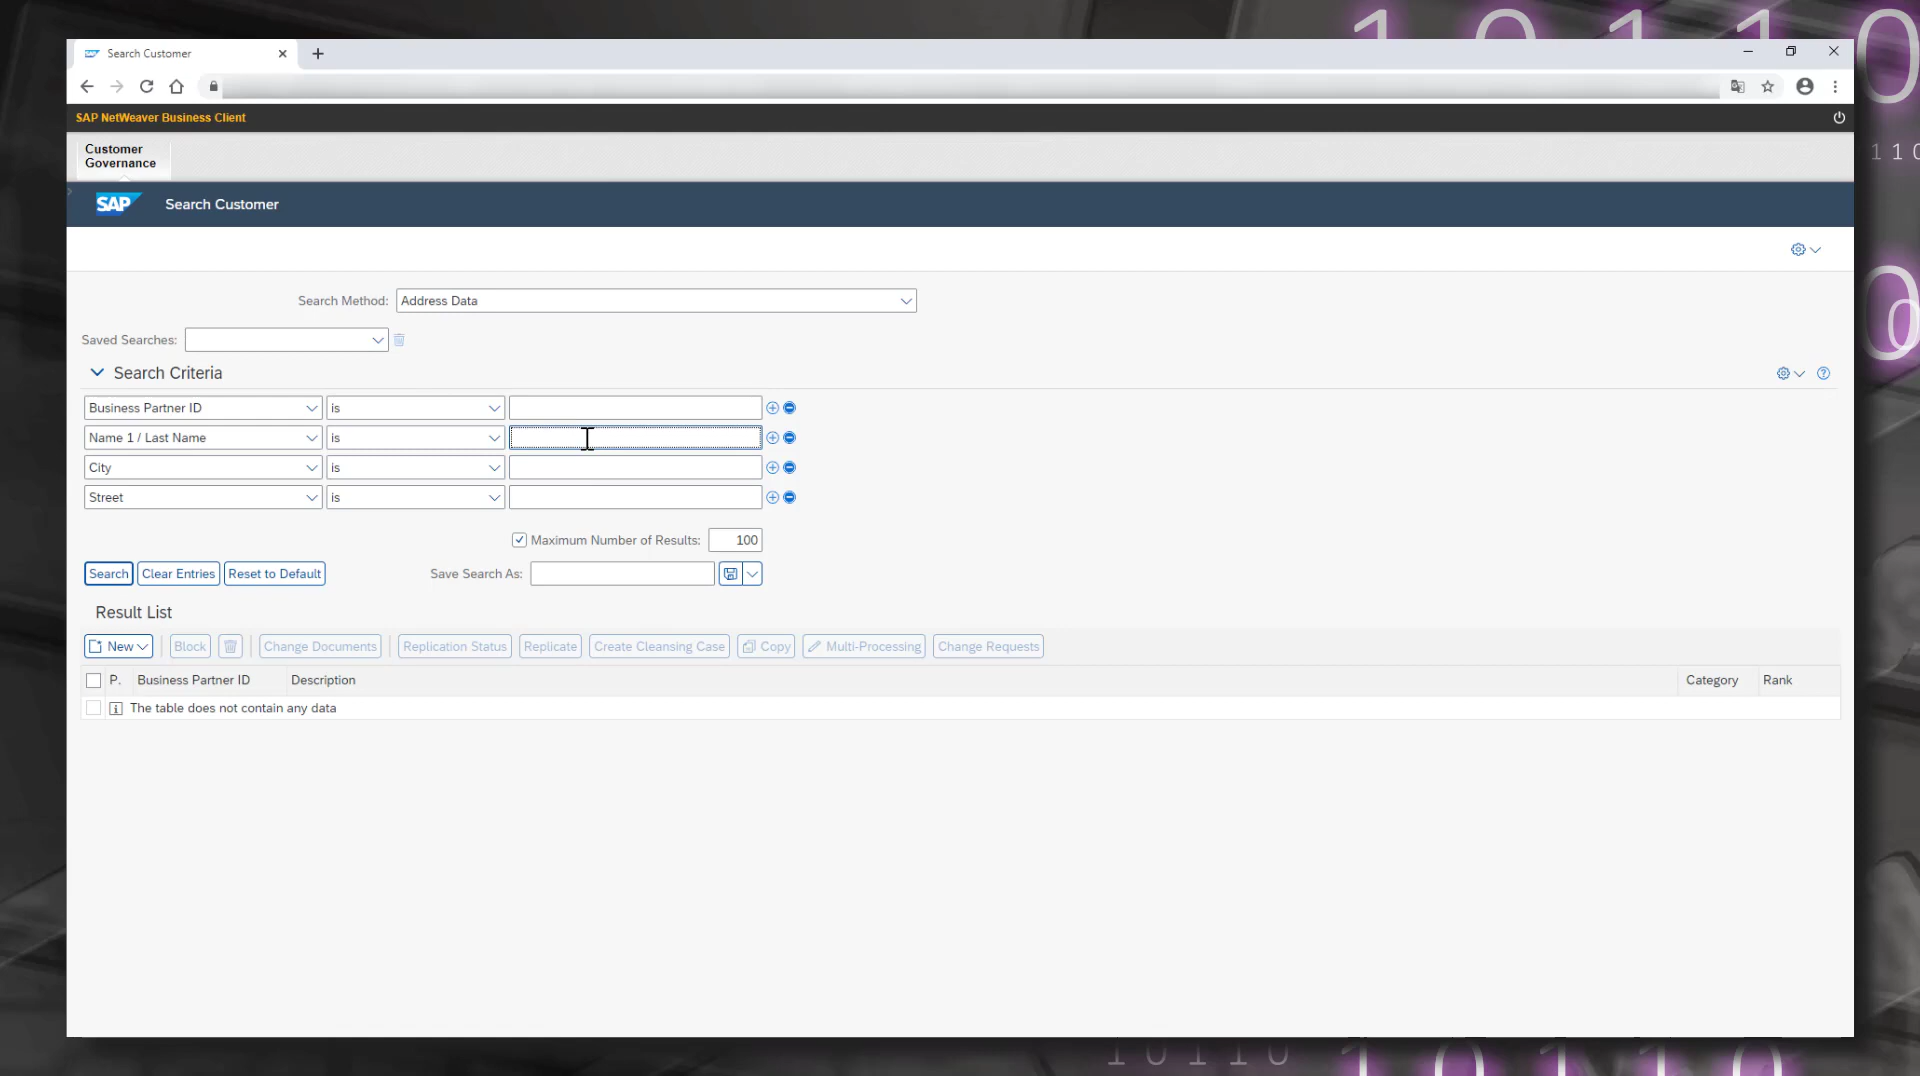 Search Customer
SAP NetWeaver Business Client
Customer
Governance
SAP Search Customer
Search Method: Address Data
Saved Searches:
Search Criteria
Business Partner ID is
Name 1 / Last Name is
City is
Street is
Maximum Number of Results: 100
Search Clear Entries Reset to Default Save Search As:
Result List
New Block Change Documents Replication Status Replicate Create Cleansing Case Copy Multi-Processing Change Requests
P. Business Partner ID Description Category Rank
i The table does not contain any data
10110